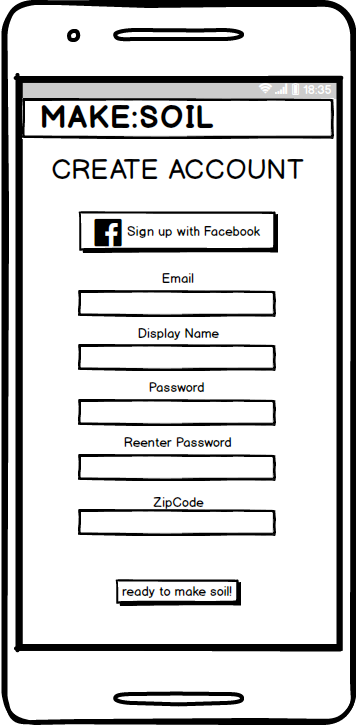 18:35
MAKE:SOIL
CREATE ACCOUNT
Sign up with Facebook
Email
Display Name
Password
Reenter Password
ZipCode
ready to make soil!